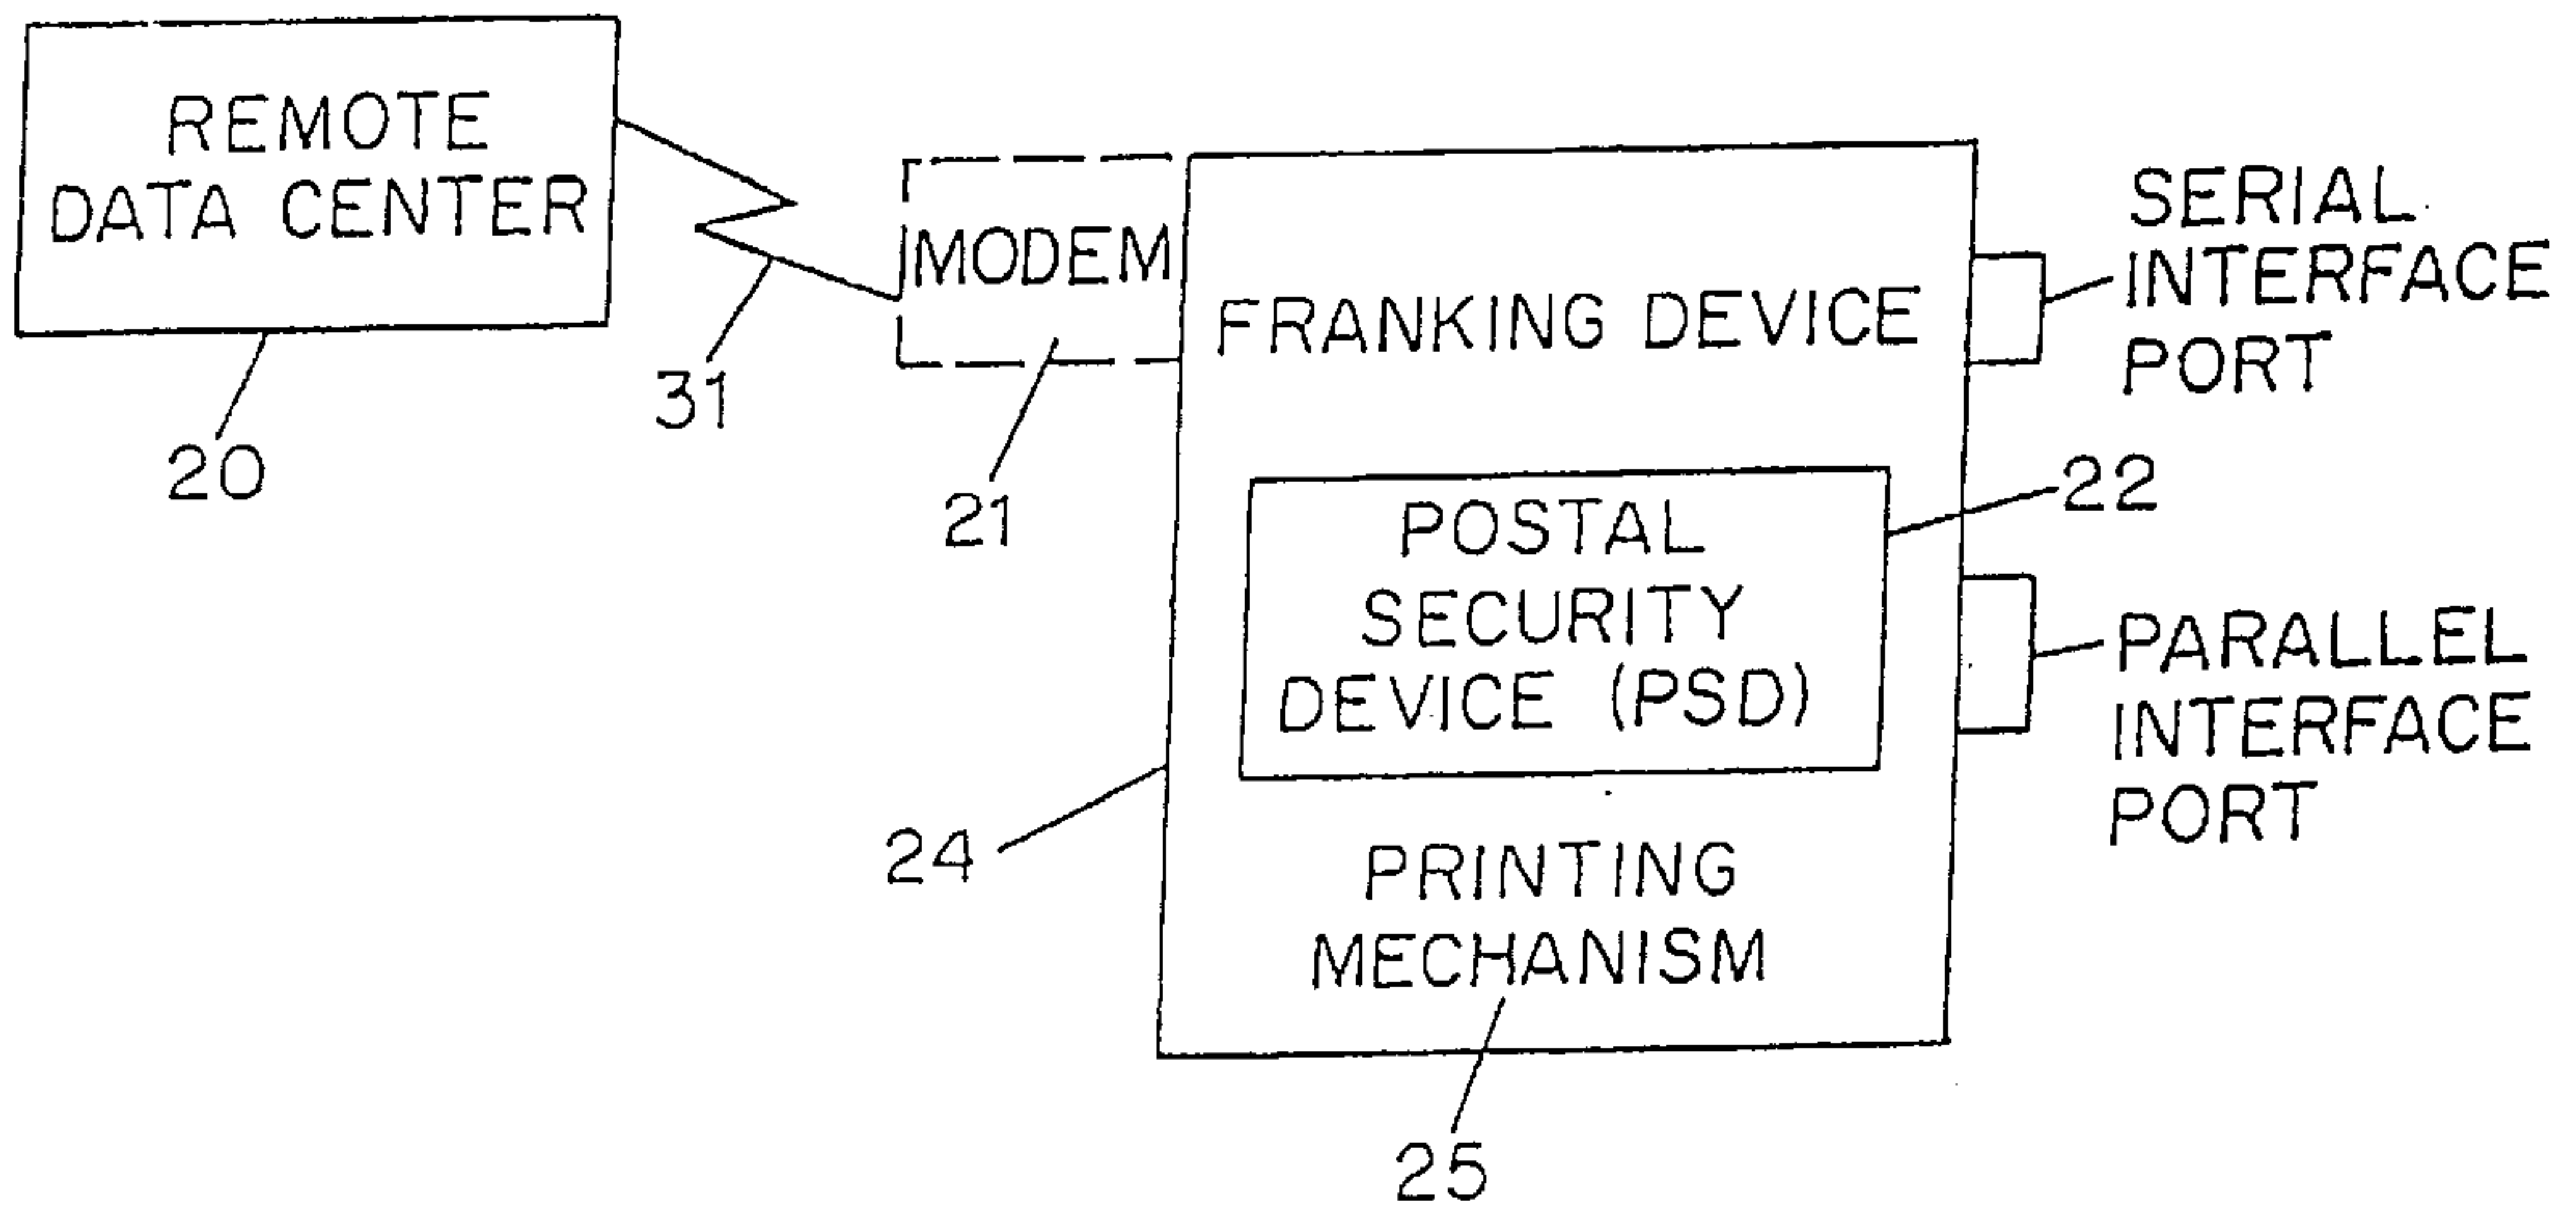 REMOTE
DATA CENTER
20
31
MODEM
21
FRANKING DEVICE
SERIAL
INTERFACE
PORT
POSTAL
SECURITY
DEVICE (PSD)
22
PARALLEL
INTERFACE
PORT
24
PRINTING
MECHANISM
25